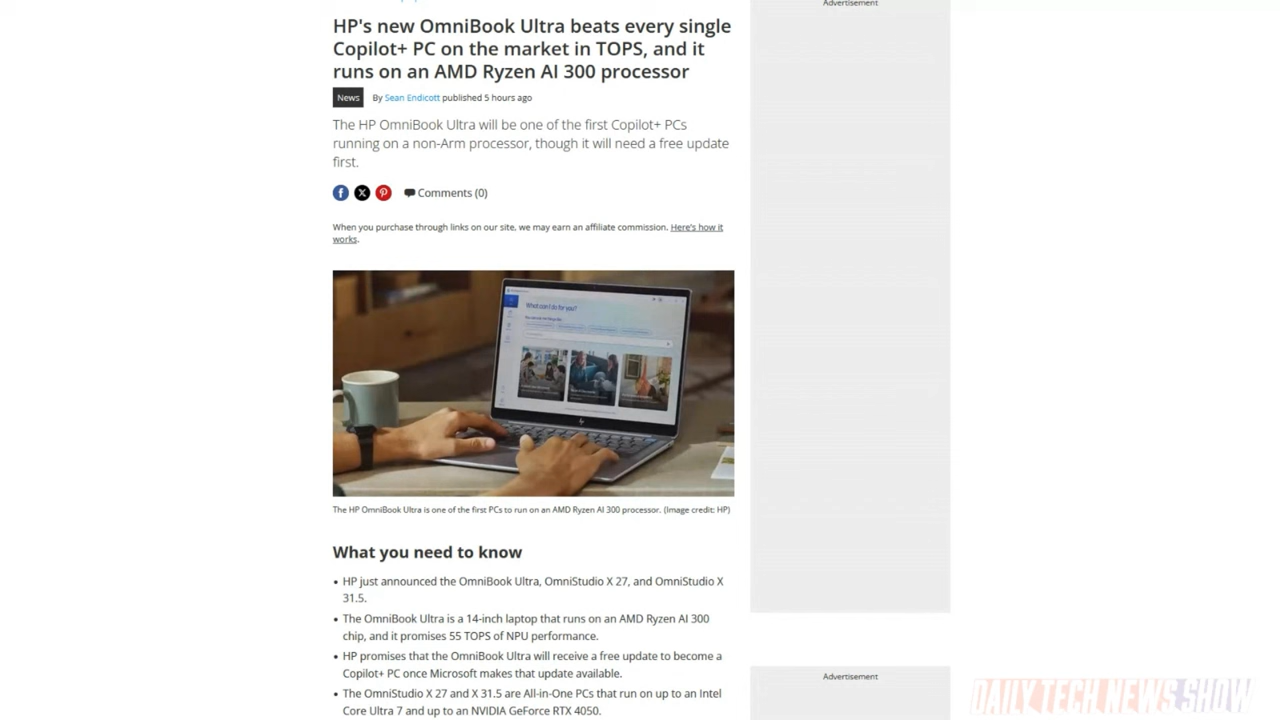 Advertisement
HP's new OmniBook Ultra beats every single
Copilot+ PC on the market in TOPS, and it
runs on an AMD Ryzen AI 300 processor
News By Sean Endicott published 5 hours ago
The HP OmniBook Ultra will be one of the first Copilot+ PCs
running on a non-Arm processor, though it will need a free update
first.
Comments (0)
When you purchase through links on our site, we may earn an affiliate commission. Here's how it
works.
What can I do for you?
The HP OmniBook Ultra is one of the first PCs to run on an AMD Ryzen AI 300 processor. (Image credit: HP)
What you need to know
• HP just announced the OmniBook Ultra, OmniStudio X 27, and OmniStudio X
31.5.
• The OmniBook Ultra is a 14-inch laptop that runs on an AMD Ryzen AI 300
chip, and it promises 55 TOPS of NPU performance.
• HP promises that the OmniBook Ultra will receive a free update to become a
Copilot+ PC once Microsoft makes that update available.
• The OmniStudio X 27 and X 31.5 are All-in-One PCs that run on up to an Intel
Core Ultra 7 and up to an NVIDIA GeForce RTX 4050.
Advertisement
DAILY TECH NEWS SHOW